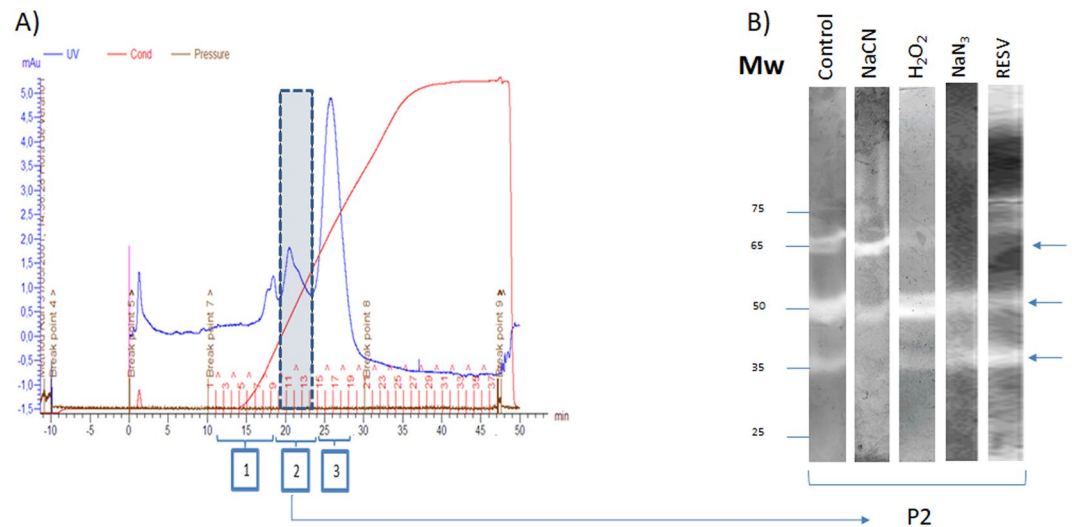 A)
UV Cond Pressure
mAu
5,0
4,5
4,0
3,5
3,0
2,5
2,0
1,5
1,0
0,5
0,0
-0,5
-1,0
-1,5
Break point 4
Break point 5
Break point 7
Break point 8
Break point 9
1 3 5 7 9 11 13 15 17 19 21 23 25 27 29 31 33 35 37
-10 -5 0 5 10 15 20 25 30 35 40 45 50 min
1 2 3
B)
Mw
Control
NaCN
H₂O₂
NaN₃
RESV
75
65
50
35
25
P2